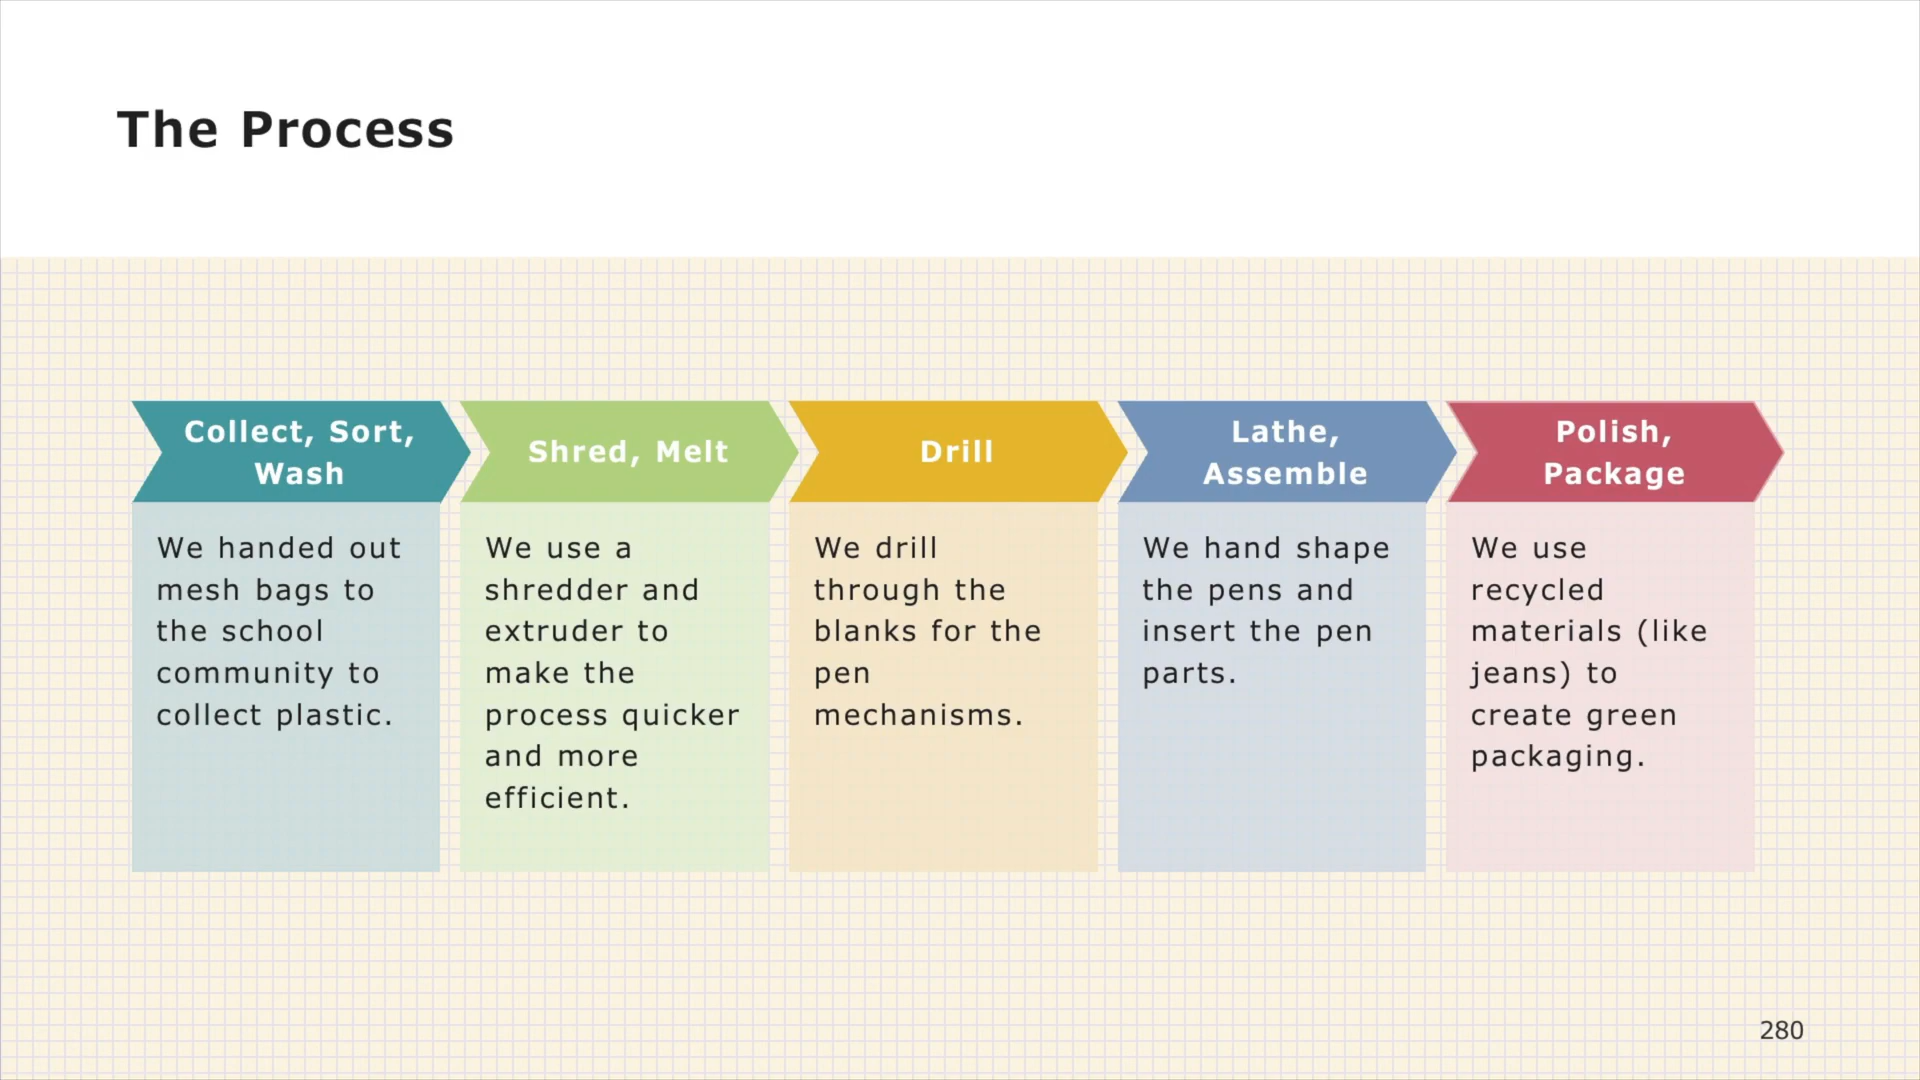 The Process
Collect, Sort,
Wash
We handed out
mesh bags to
the school
community to
collect plastic.
Shred, Melt
We use a
shredder and
extruder to
make the
process quicker
and more
efficient.
Drill
We drill
through the
blanks for the
pen
mechanisms.
Lathe,
Assemble
We hand shape
the pens and
insert the pen
parts.
Polish,
Package
We use
recycled
materials (like
jeans) to
create green
packaging.
280